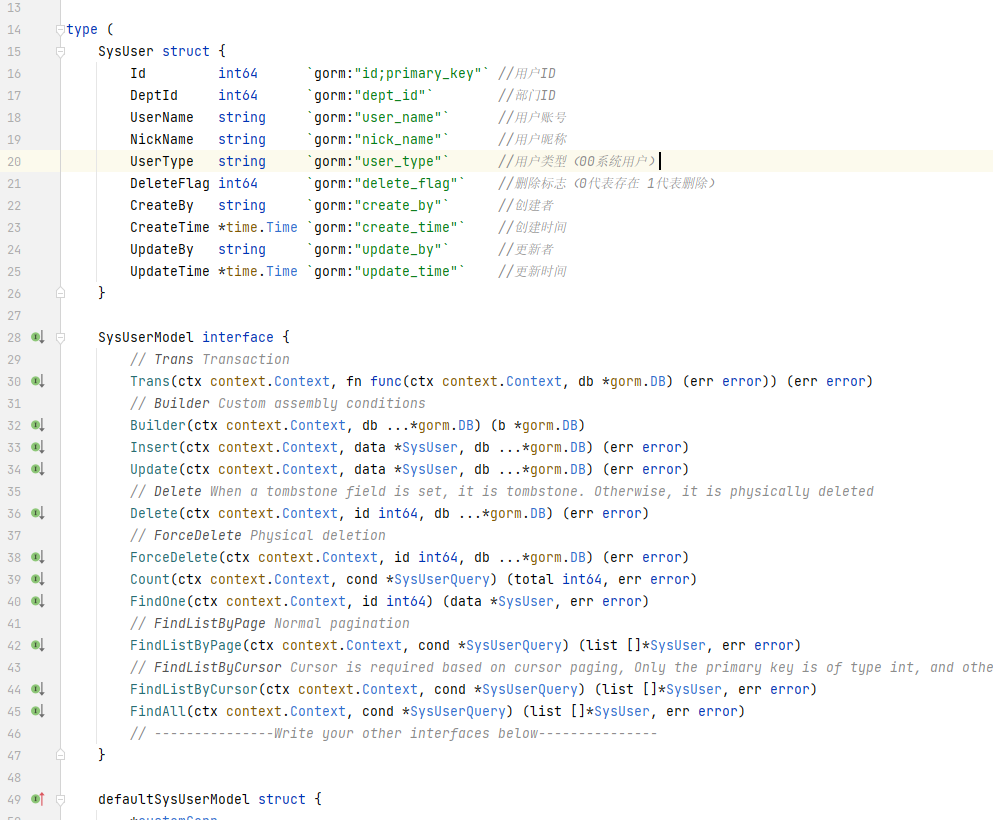 13
14 type (
15 SysUser struct {
16 Id int64 `gorm:"id;primary_key"` //用户ID
17 DeptId int64 `gorm:"dept_id"` //部门ID
18 UserName string `gorm:"user_name"` //用户账号
19 NickName string `gorm:"nick_name"` //用户昵称
20 UserType string `gorm:"user_type"` //用户类型（00系统用户）
21 DeleteFlag int64 `gorm:"delete_flag"` //删除标志（0代表存在 1代表删除）
22 CreateBy string `gorm:"create_by"` //创建者
23 CreateTime *time.Time `gorm:"create_time"` //创建时间
24 UpdateBy string `gorm:"update_by"` //更新者
25 UpdateTime *time.Time `gorm:"update_time"` //更新时间
26 }
27
28 SysUserModel interface {
29 // Trans Transaction
30 Trans(ctx context.Context, fn func(ctx context.Context, db *gorm.DB) (err error)) (err error)
31 // Builder Custom assembly conditions
32 Builder(ctx context.Context, db ...*gorm.DB) (b *gorm.DB)
33 Insert(ctx context.Context, data *SysUser, db ...*gorm.DB) (err error)
34 Update(ctx context.Context, data *SysUser, db ...*gorm.DB) (err error)
35 // Delete When a tombstone field is set, it is tombstone. Otherwise, it is physically deleted
36 Delete(ctx context.Context, id int64, db ...*gorm.DB) (err error)
37 // ForceDelete Physical deletion
38 ForceDelete(ctx context.Context, id int64, db ...*gorm.DB) (err error)
39 Count(ctx context.Context, cond *SysUserQuery) (total int64, err error)
40 FindOne(ctx context.Context, id int64) (data *SysUser, err error)
41 // FindListByPage Normal pagination
42 FindListByPage(ctx context.Context, cond *SysUserQuery) (list []*SysUser, err error)
43 // FindListByCursor Cursor is required based on cursor paging, Only the primary key is of type int, and othe
44 FindListByCursor(ctx context.Context, cond *SysUserQuery) (list []*SysUser, err error)
45 FindAll(ctx context.Context, cond *SysUserQuery) (list []*SysUser, err error)
46 // ---------------Write your other interfaces below---------------
47 }
48
49 defaultSysUserModel struct {